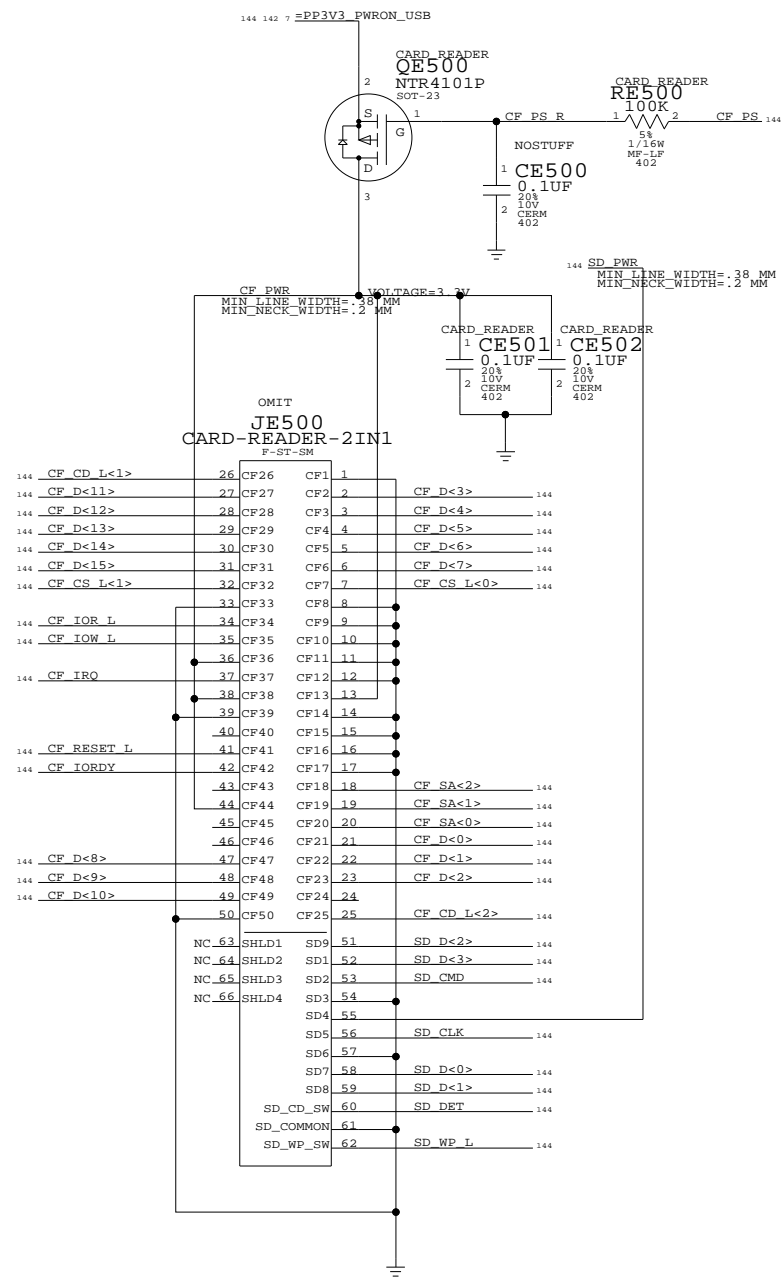 144 142 7 =PP3V3_PWRON_USB
CARD_READER
QE500
NTR4101P
SOT-23
2
S
G
D
1
3
CF_PS_R
CARD_READER
RE500
100K
1 2
5%
1/16W
MF-LF
402
CF_PS 144
NOSTUFF
1 CE500
0.1UF
20%
10V
2 CERM
402
144 SD_PWR
MIN_LINE_WIDTH=.38 MM
MIN_NECK_WIDTH=.2 MM
CF_PWR
VOLTAGE=3.3V
MIN_LINE_WIDTH=.38 MM
MIN_NECK_WIDTH=.2 MM
CARD_READER
1 CE501
0.1UF
20%
10V
2 CERM
402
CARD_READER
1 CE502
0.1UF
20%
10V
2 CERM
402
OMIT
JE500
CARD-READER-2IN1
F-ST-SM
144 CF_CD_L<1> 26 CF26 CF1 1
144 CF_D<11> 27 CF27 CF2 2 CF_D<3> 144
144 CF_D<12> 28 CF28 CF3 3 CF_D<4> 144
144 CF_D<13> 29 CF29 CF4 4 CF_D<5> 144
144 CF_D<14> 30 CF30 CF5 5 CF_D<6> 144
144 CF_D<15> 31 CF31 CF6 6 CF_D<7> 144
144 CF_CS_L<1> 32 CF32 CF7 7 CF_CS_L<0> 144
33 CF33 CF8 8
144 CF_IOR_L 34 CF34 CF9 9
144 CF_IOW_L 35 CF35 CF10 10
36 CF36 CF11 11
144 CF_IRQ 37 CF37 CF12 12
38 CF38 CF13 13
39 CF39 CF14 14
40 CF40 CF15 15
144 CF_RESET_L 41 CF41 CF16 16
144 CF_IORDY 42 CF42 CF17 17
43 CF43 CF18 18 CF_SA<2> 144
44 CF44 CF19 19 CF_SA<1> 144
45 CF45 CF20 20 CF_SA<0> 144
46 CF46 CF21 21 CF_D<0> 144
144 CF_D<8> 47 CF47 CF22 22 CF_D<1> 144
144 CF_D<9> 48 CF48 CF23 23 CF_D<2> 144
144 CF_D<10> 49 CF49 CF24 24
50 CF50 CF25 25 CF_CD_L<2> 144
NC 63 SHLD1 SD9 51 SD_D<2> 144
NC 64 SHLD2 SD1 52 SD_D<3> 144
NC 65 SHLD3 SD2 53 SD_CMD 144
NC 66 SHLD4 SD3 54
SD4 55
SD5 56 SD_CLK 144
SD6 57
SD7 58 SD_D<0> 144
SD8 59 SD_D<1> 144
SD_CD_SW 60 SD_DET 144
SD_COMMON 61
SD_WP_SW 62 SD_WP_L 144